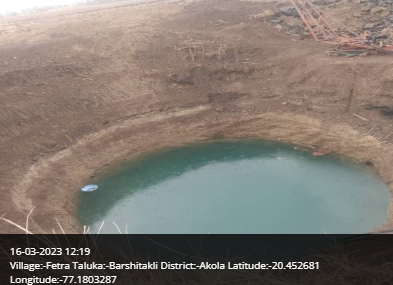 16-03-2023 12:19
Village:-Fetra Taluka:-Barshitakli District:-Akola Latitude:-20.452681
Longitude:-77.1803287